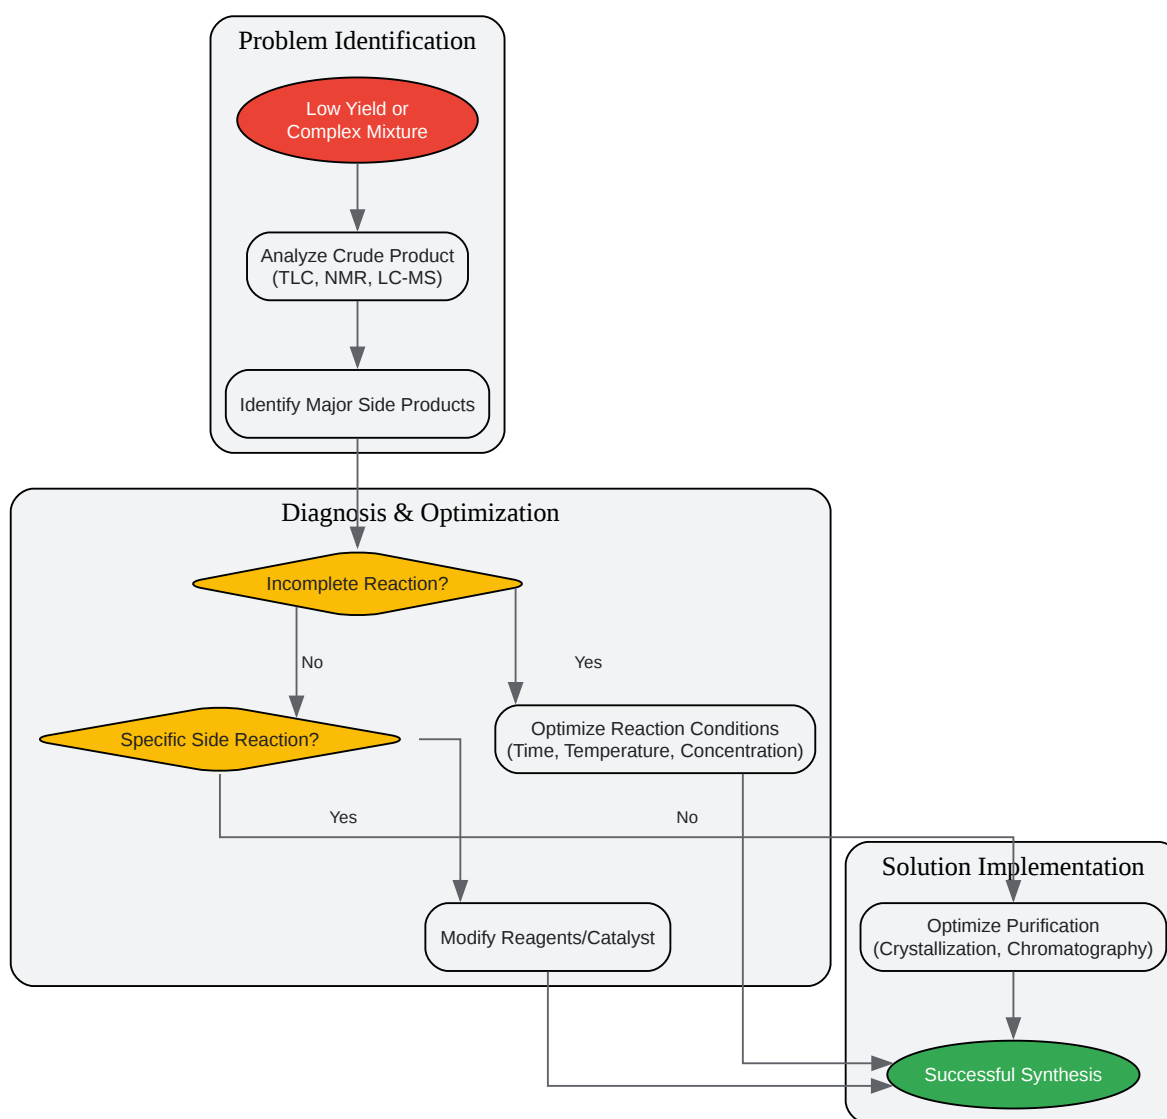 Problem Identification
Low Yield or
Complex Mixture
Analyze Crude Product
(TLC, NMR, LC-MS)
Identify Major Side Products
Diagnosis & Optimization
Incomplete Reaction?
No
Yes
Specific Side Reaction?
Optimize Reaction Conditions
(Time, Temperature, Concentration)
Yes
No
Modify Reagents/Catalyst
Solution Implementation
Optimize Purification
(Crystallization, Chromatography)
Successful Synthesis